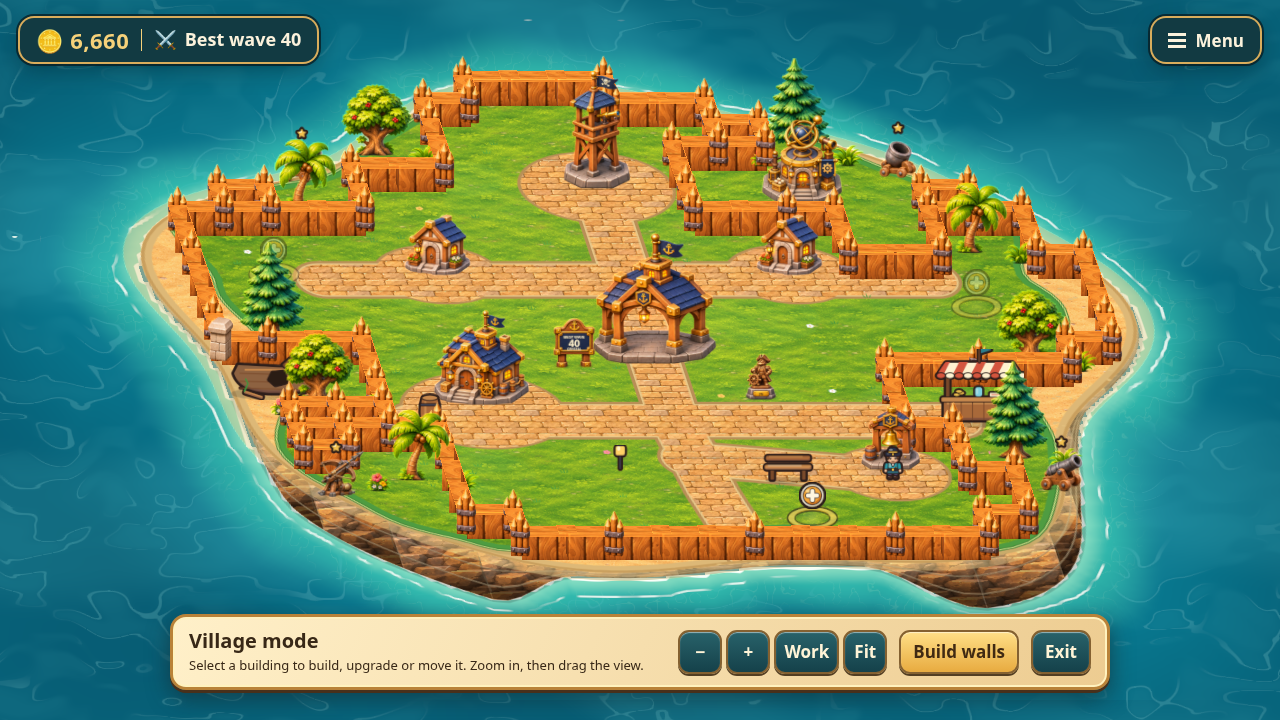 6,660
Best wave 40
Menu
40
Village mode
Select a building to build, upgrade or move it. Zoom in, then drag the view.
−
+
Work
Fit
Build walls
Exit